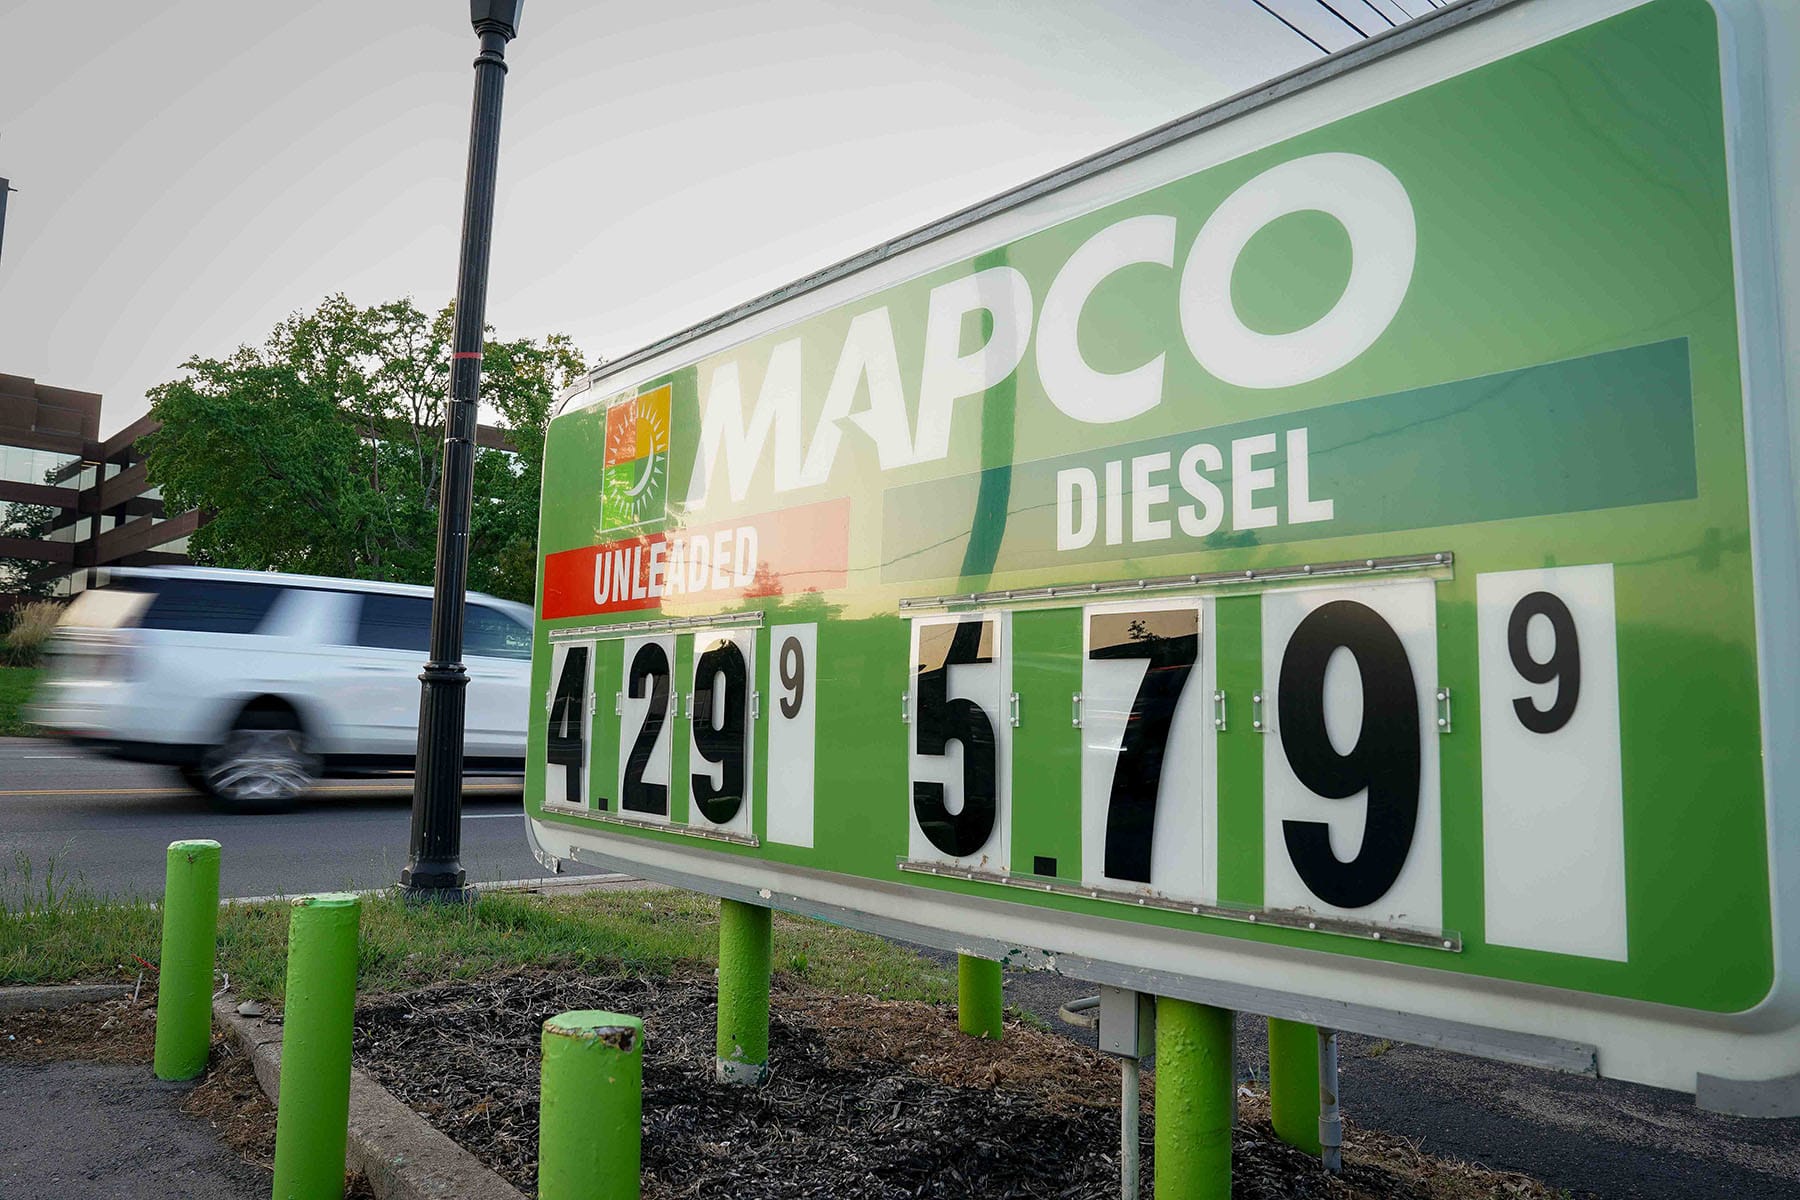 MAPCO
UNLEADED
DIESEL
4.29 9
5.79 9